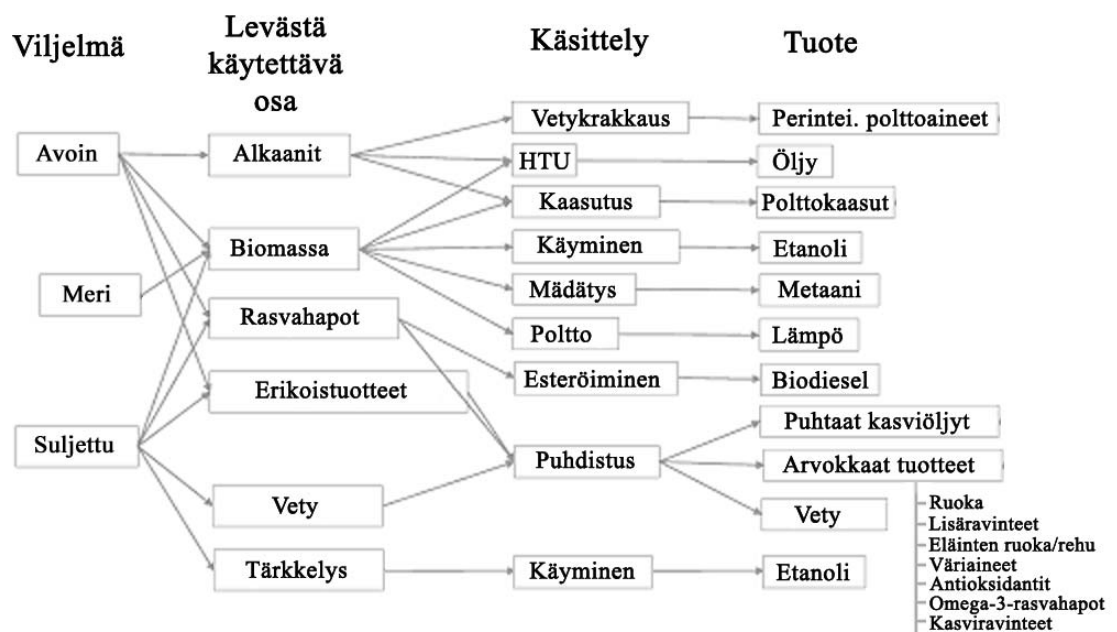 Viljelmä
Levästä
käytettävä
osa
Käsittely
Tuote
Avoin
Meri
Suljettu
Alkaanit
Biomassa
Rasvahapot
Erikoistuotteet
Vety
Tärkkelys
Vetykrakkaus
HTU
Kaasutus
Käyminen
Mädätys
Poltto
Esteröiminen
Puhdistus
Käyminen
Perintei. polttoaineet
Öljy
Polttokaasut
Etanoli
Metaani
Lämpö
Biodiesel
Puhtaat kasviöljyt
Arvokkaat tuotteet
Vety
Etanoli
Ruoka
Lisäravinteet
Eläinten ruoka/rehu
Väriaineet
Antioksidantit
Omega-3-rasvahapot
Kasviravinteet